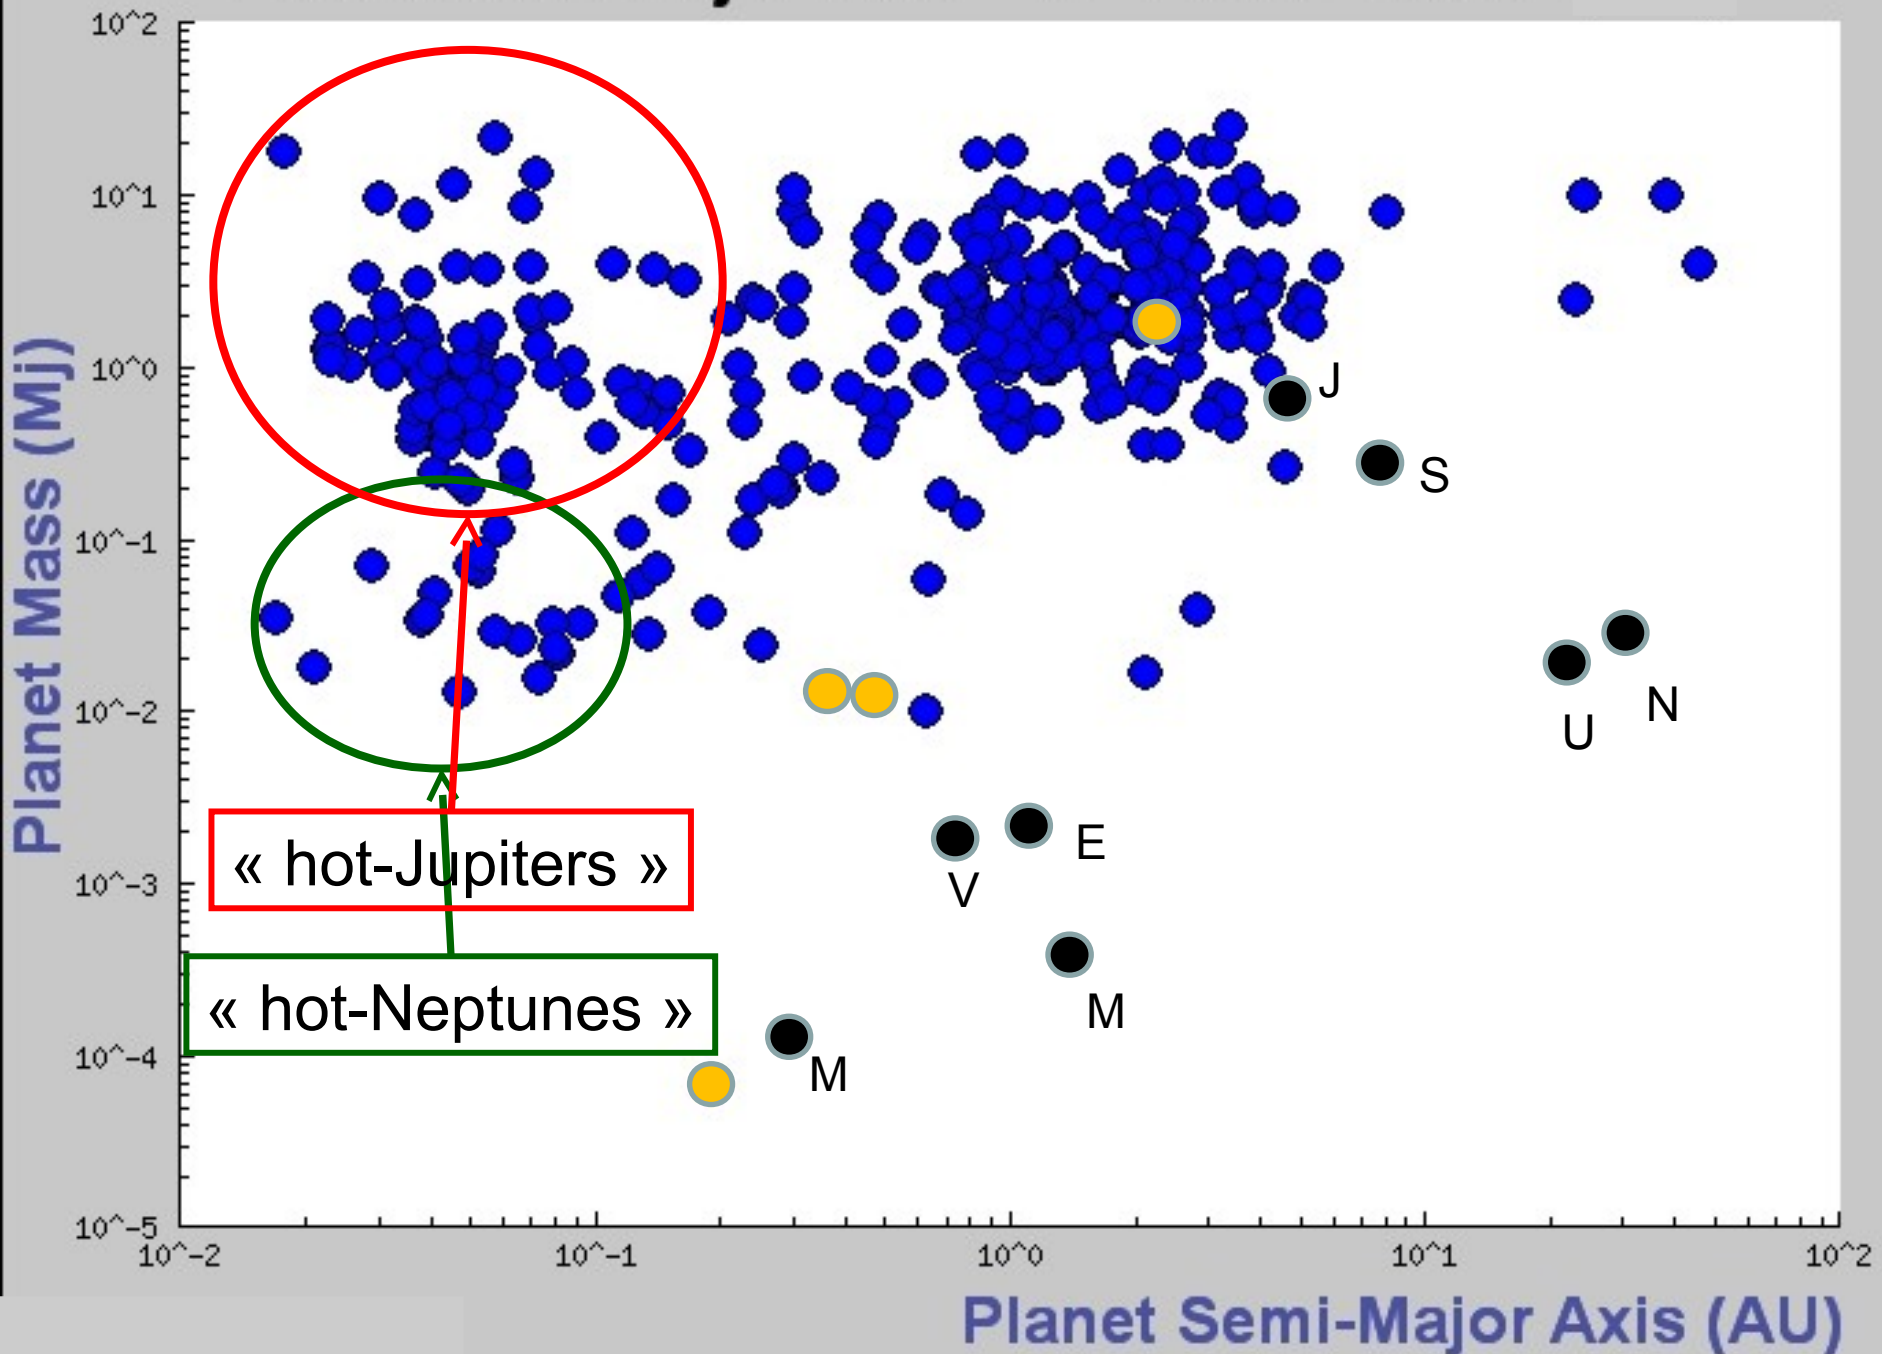 10^2
10^1
10^0
10^-1
10^-2
10^-3
10^-4
10^-5
Planet Mass (Mj)
J
S
N
U
E
V
M
M
« hot-Jupiters »
« hot-Neptunes »
10^-2 10^-1 10^0 10^1 10^2
Planet Semi-Major Axis (AU)